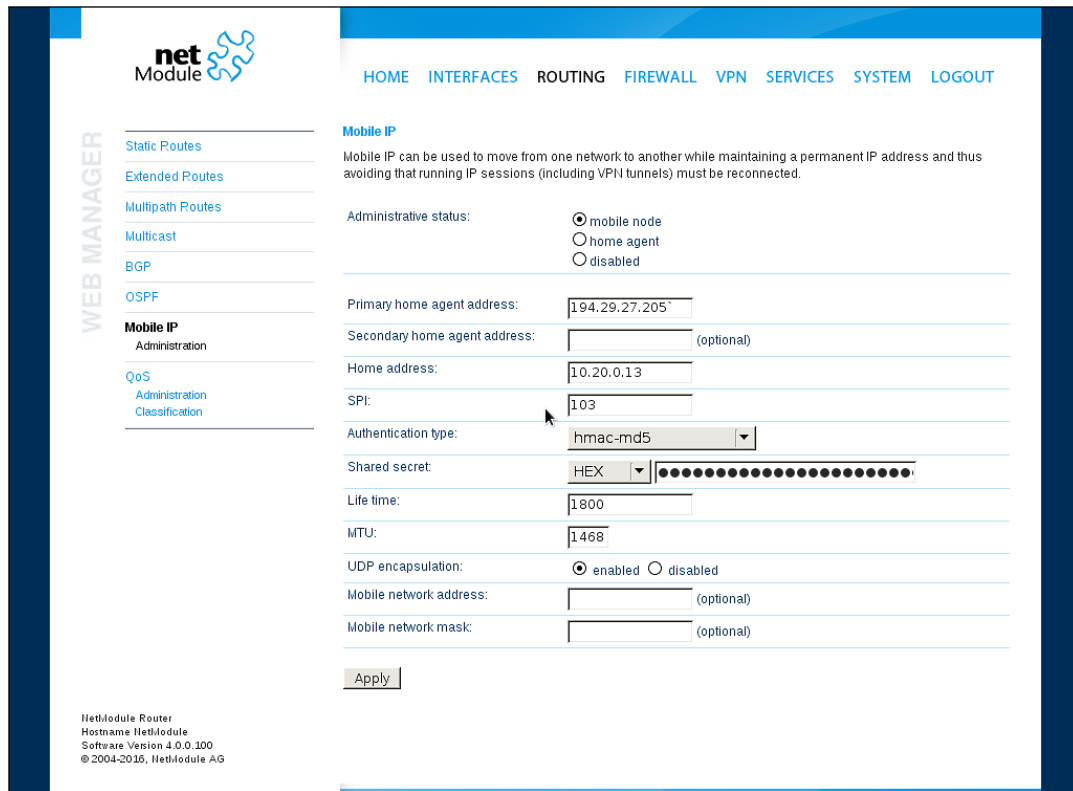 net
Module
HOME INTERFACES ROUTING FIREWALL VPN SERVICES SYSTEM LOGOUT
WEB MANAGER
Static Routes
Extended Routes
Multipath Routes
Multicast
BGP
OSPF
Mobile IP
Administration
QoS
Administration
Classification
Mobile IP
Mobile IP can be used to move from one network to another while maintaining a permanent IP address and thus
avoiding that running IP sessions (including VPN tunnels) must be reconnected.
Administrative status:
mobile node
home agent
disabled
Primary home agent address: 194.29.27.205`
Secondary home agent address: (optional)
Home address: 10.20.0.13
SPI: 103
Authentication type: hmac-md5
Shared secret: HEX
Life time: 1800
MTU: 1468
UDP encapsulation: enabled disabled
Mobile network address: (optional)
Mobile network mask: (optional)
Apply
NetModule Router
Hostname NetModule
Software Version 4.0.0.100
© 2004-2016, NetModule AG